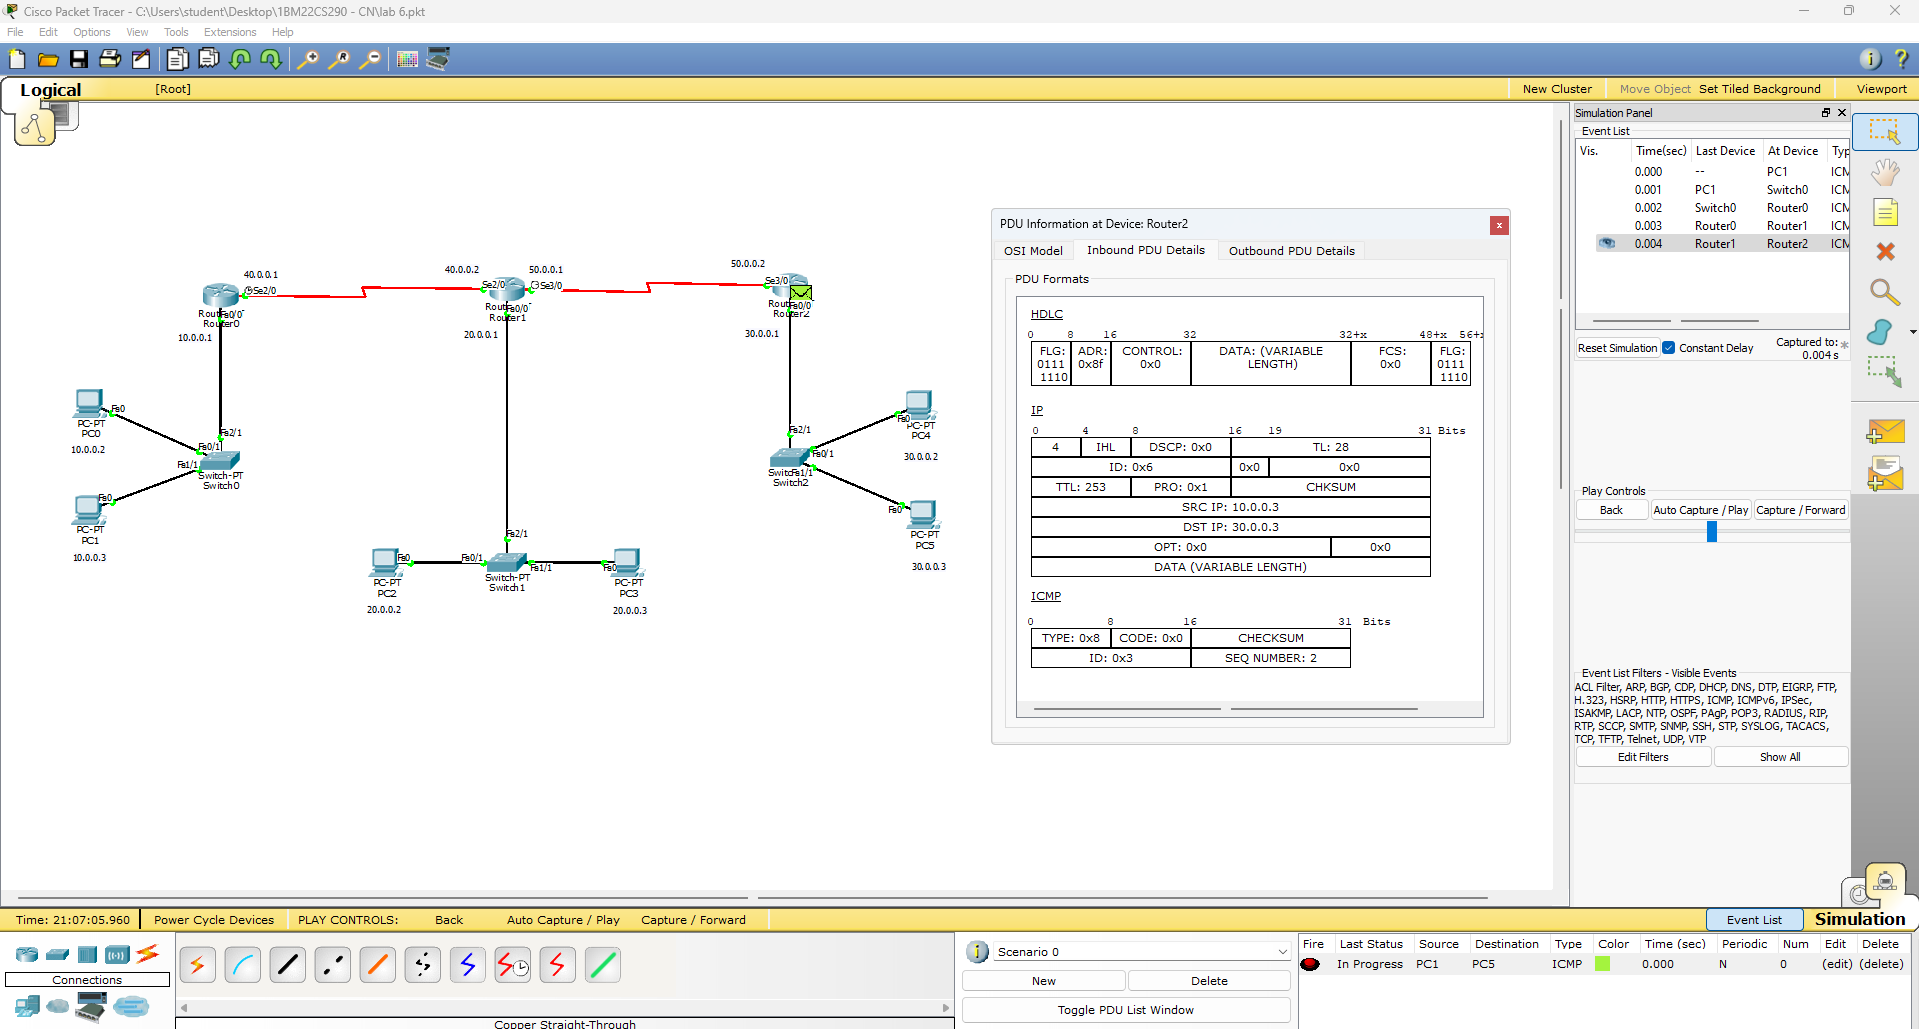 Cisco Packet Tracer - C:\Users\student\Desktop\1BM22CS290 - CN\lab 6.pkt
File Edit Options View Tools Extensions Help
Logical [Root] New Cluster Move Object Set Tiled Background Viewport
40.0.0.1
Se2/0
Fa0/0
Router0
10.0.0.1
40.0.0.2
50.0.0.1
Se2/0
Se3/0
Fa0/0
Router1
20.0.0.1
50.0.0.2
Se3/0
Fa0/0
Router2
30.0.0.1
Fa0
PC-PT
PC0
10.0.0.2
Fa2/1
Fa0/1
Fa1/1
Switch-PT
Switch0
Fa0
PC-PT
PC1
10.0.0.3
Fa2/1
Fa0
Fa0/1
Fa1/1
Fa0
PC-PT
PC2
20.0.0.2
Switch-PT
Switch1
PC-PT
PC3
20.0.0.3
Fa2/1
Fa0/1
Fa1/1
Switch2
Fa0
PC-PT
PC4
30.0.0.2
Fa0
PC-PT
PC5
30.0.0.3
PDU Information at Device: Router2
OSI Model Inbound PDU Details Outbound PDU Details
PDU Formats
HDLC
0 8 16 32 32+x 48+x 56+x
FLG: 0111 1110
ADR: 0x8f
CONTROL: 0x0
DATA: (VARIABLE LENGTH)
FCS: 0x0
FLG: 0111 1110
IP
0 4 8 16 19 31 Bits
4 IHL DSCP: 0x0 TL: 28
ID: 0x6 0x0 0x0
TTL: 253 PRO: 0x1 CHKSUM
SRC IP: 10.0.0.3
DST IP: 30.0.0.3
OPT: 0x0 0x0
DATA (VARIABLE LENGTH)
ICMP
0 8 16 31 Bits
TYPE: 0x8 CODE: 0x0 CHECKSUM
ID: 0x3 SEQ NUMBER: 2
Simulation Panel
Event List
Vis. Time(sec) Last Device At Device Typ
0.000 -- PC1 ICM
0.001 PC1 Switch0 ICM
0.002 Switch0 Router0 ICM
0.003 Router0 Router1 ICM
0.004 Router1 Router2 ICM
Reset Simulation Constant Delay Captured to: *
0.004 s
Play Controls
Back Auto Capture / Play Capture / Forward
Event List Filters - Visible Events
ACL Filter, ARP, BGP, CDP, DHCP, DNS, DTP, EIGRP, FTP,
H.323, HSRP, HTTP, HTTPS, ICMP, ICMPv6, IPSec,
ISAKMP, LACP, NTP, OSPF, PAgP, POP3, RADIUS, RIP,
RTP, SCCP, SMTP, SNMP, SSH, STP, SYSLOG, TACACS,
TCP, TFTP, Telnet, UDP, VTP
Edit Filters Show All
Time: 21:07:05.960 Power Cycle Devices PLAY CONTROLS: Back Auto Capture / Play Capture / Forward Event List Simulation
Connections
Copper Straight-Through
Scenario 0
New Delete
Toggle PDU List Window
Fire Last Status Source Destination Type Color Time (sec) Periodic Num Edit Delete
In Progress PC1 PC5 ICMP 0.000 N 0 (edit) (delete)